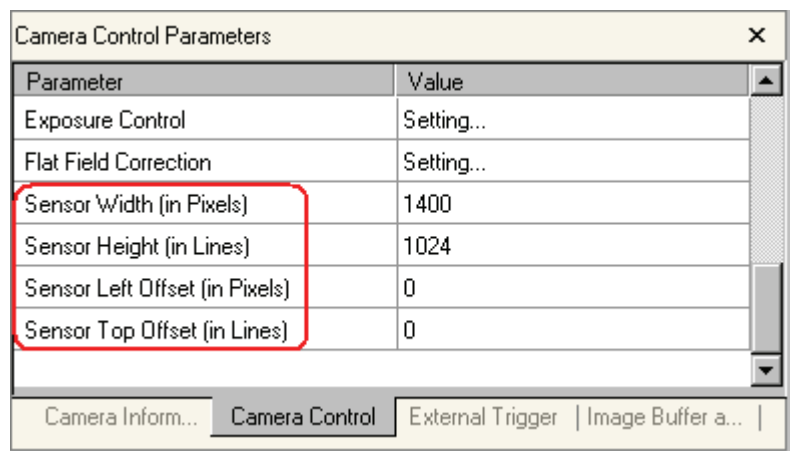 Camera Control Parameters
Parameter Value
Exposure Control Setting...
Flat Field Correction Setting...
Sensor Width (in Pixels) 1400
Sensor Height (in Lines) 1024
Sensor Left Offset (in Pixels) 0
Sensor Top Offset (in Lines) 0
Camera Inform... Camera Control External Trigger | Image Buffer a... |